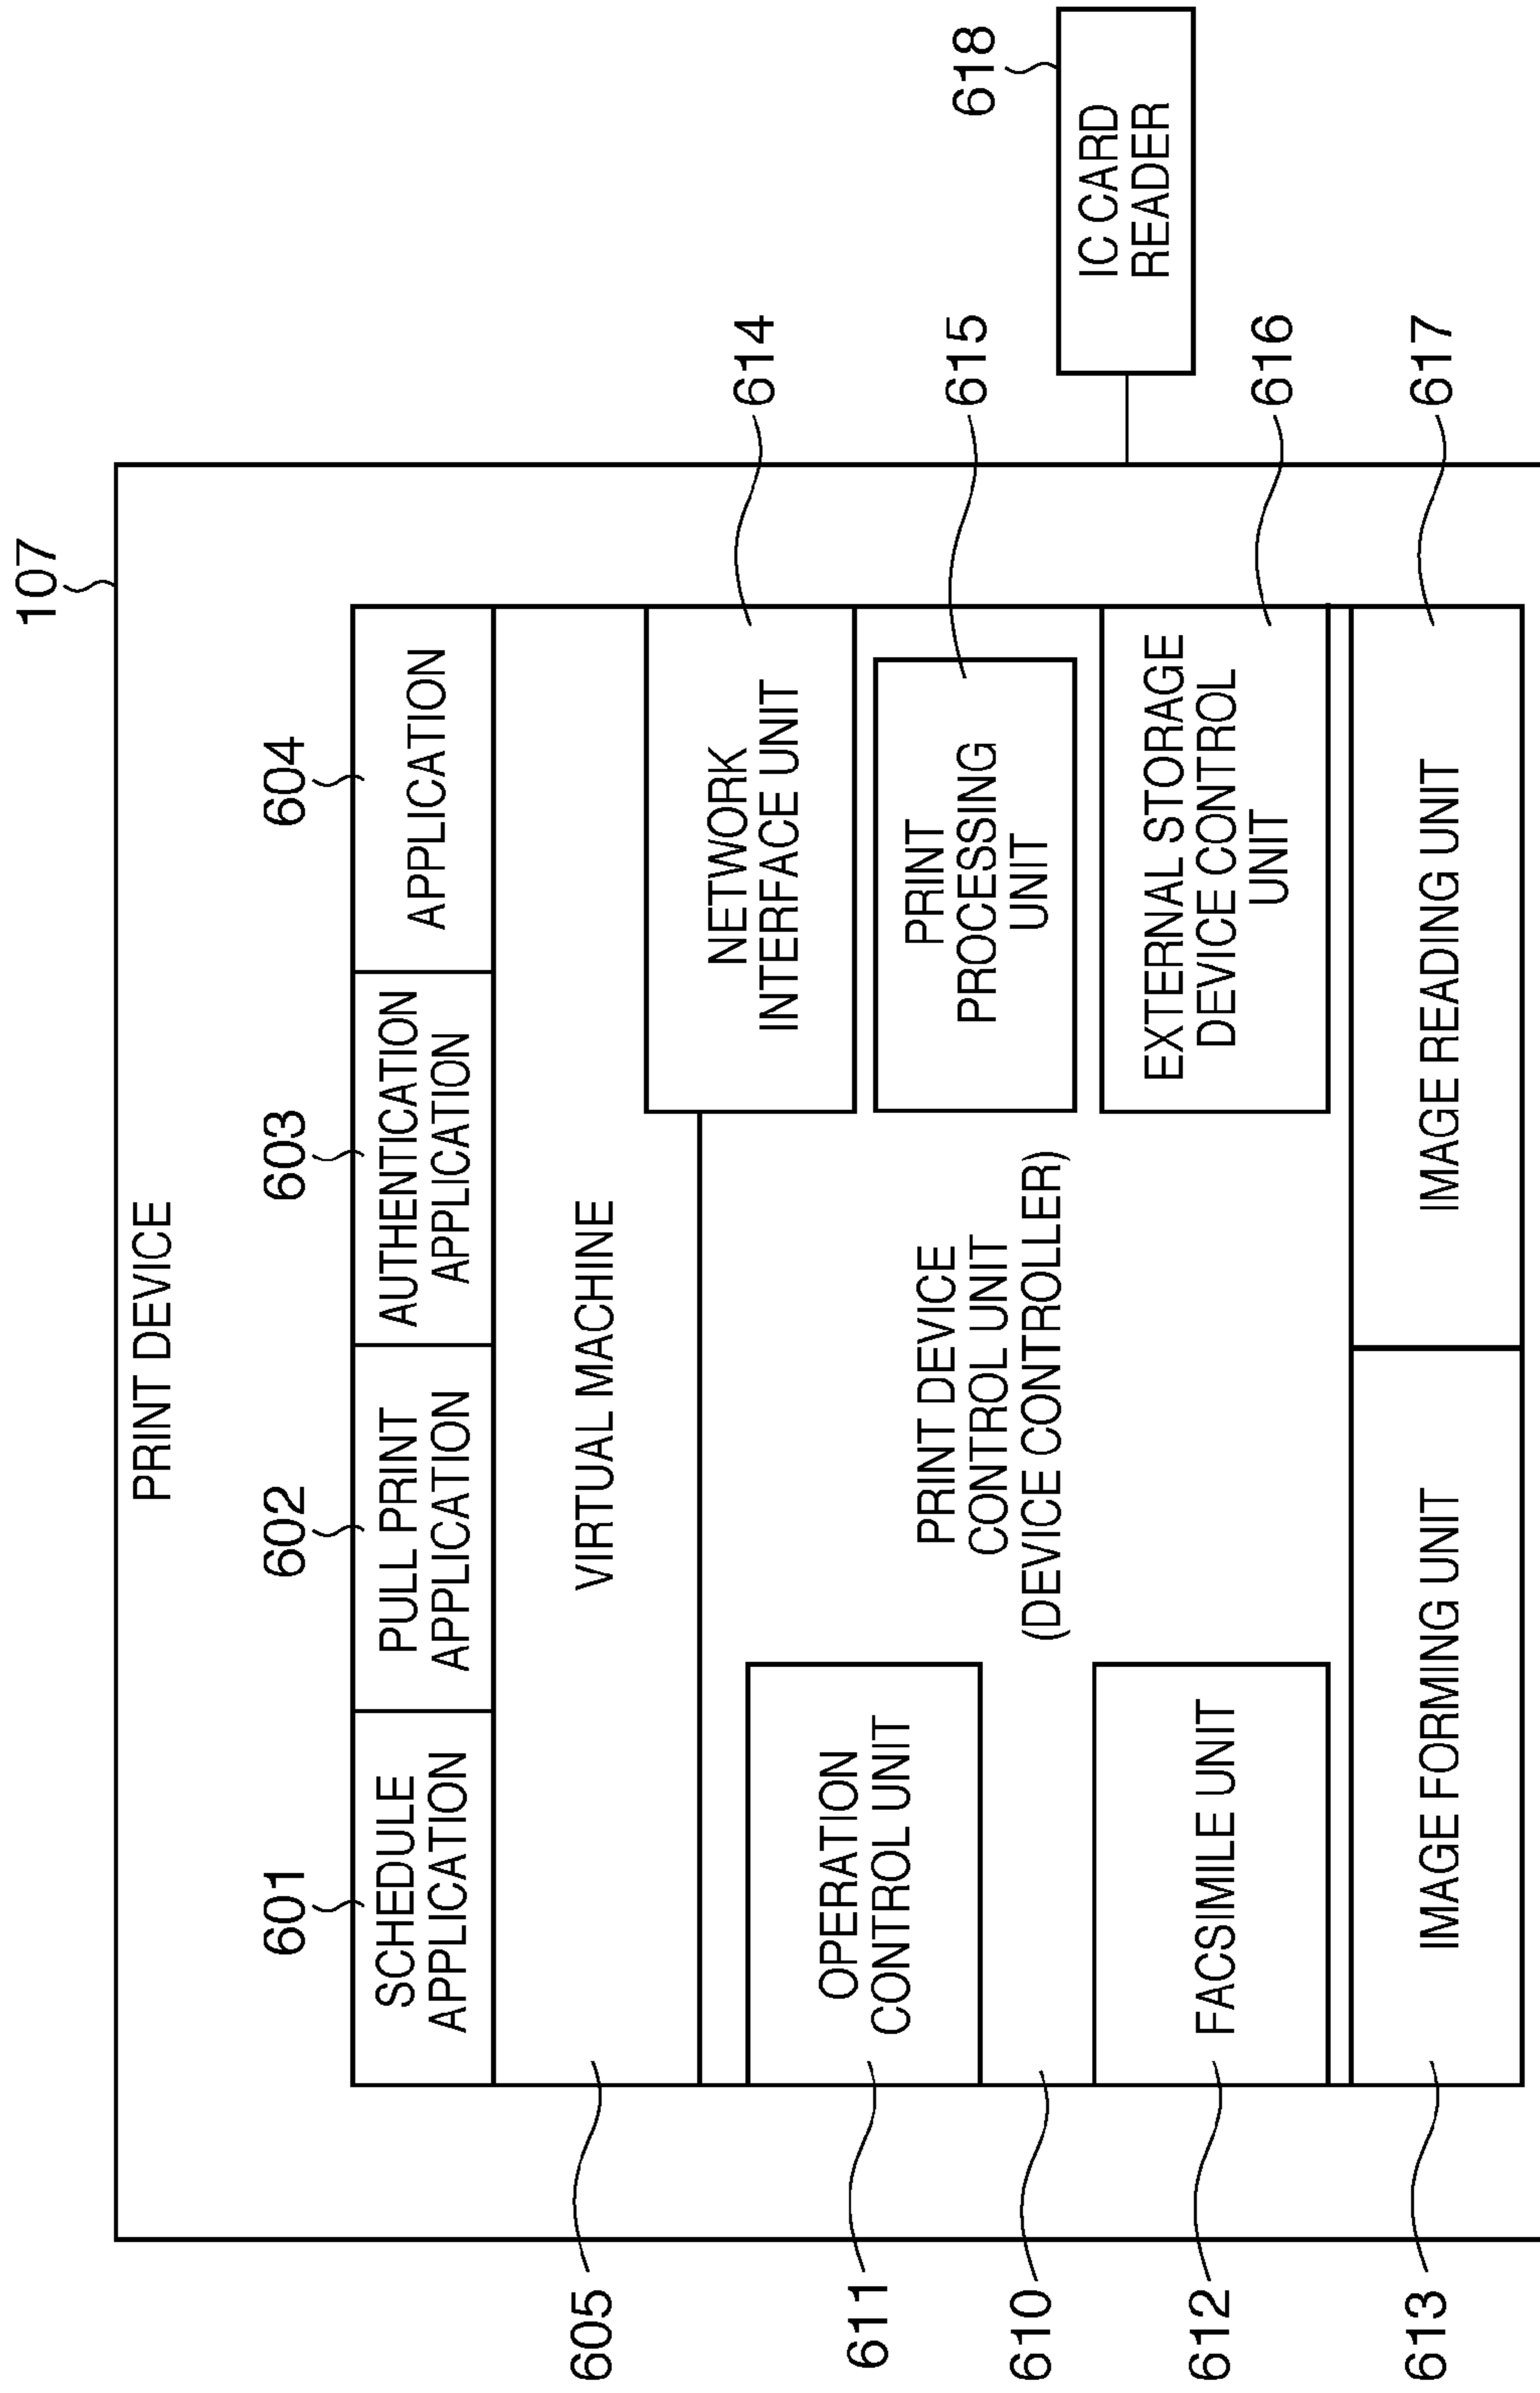 107
PRINT DEVICE
601
602
603
604
SCHEDULE
APPLICATION
PULL PRINT
APPLICATION
AUTHENTICATION
APPLICATION
APPLICATION
605
VIRTUAL MACHINE
NETWORK
INTERFACE UNIT
614
611
OPERATION
CONTROL UNIT
610
PRINT DEVICE
CONTROL UNIT
(DEVICE CONTROLLER)
PRINT
PROCESSING
UNIT
615
612
FACSIMILE UNIT
EXTERNAL STORAGE
DEVICE CONTROL
UNIT
616
613
IMAGE FORMING UNIT
IMAGE READING UNIT
617
618
IC CARD
READER